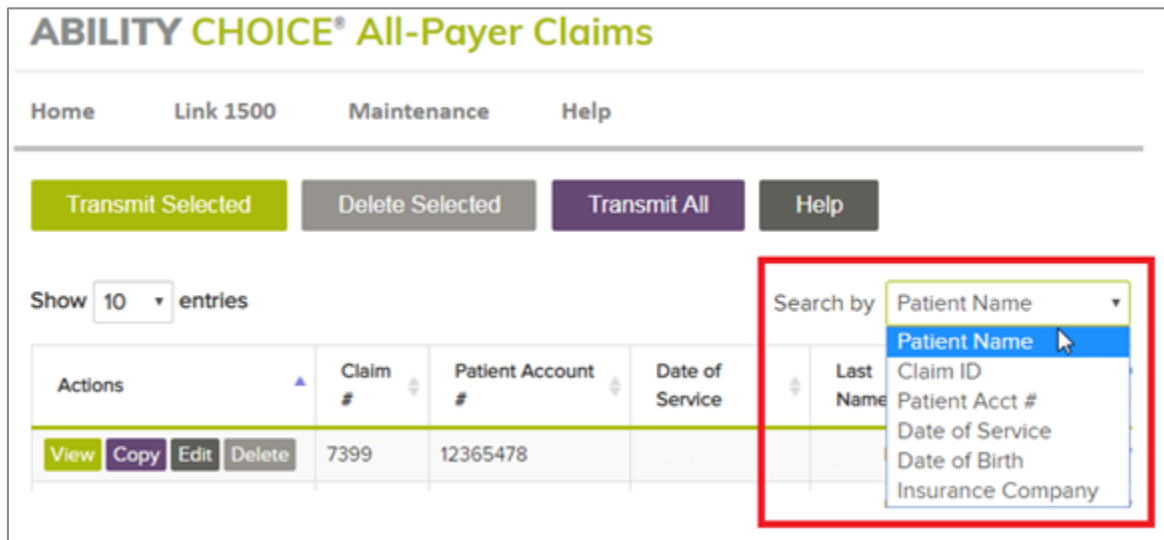 ABILITY CHOICE® All-Payer Claims
Home Link 1500 Maintenance Help
Transmit Selected Delete Selected Transmit All Help
Show 10 entries Search by Patient Name
Patient Name
Claim ID
Patient Acct #
Date of Service
Date of Birth
Insurance Company
Actions Claim # Patient Account # Date of Service Last Name
View Copy Edit Delete 7399 12365478